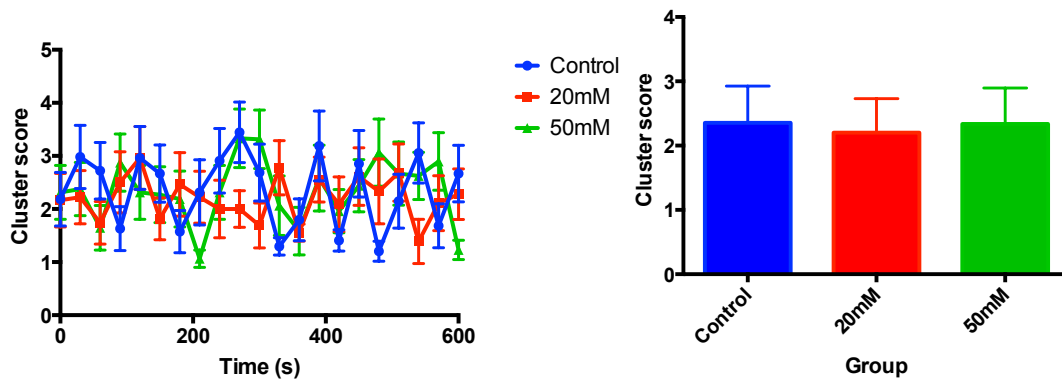 Cluster score
5
4
3
2
1
0
0
200
400
600
Time (s)
Control
20mM
50mM
Cluster score
4
3
2
1
0
Control
20mM
50mM
Group